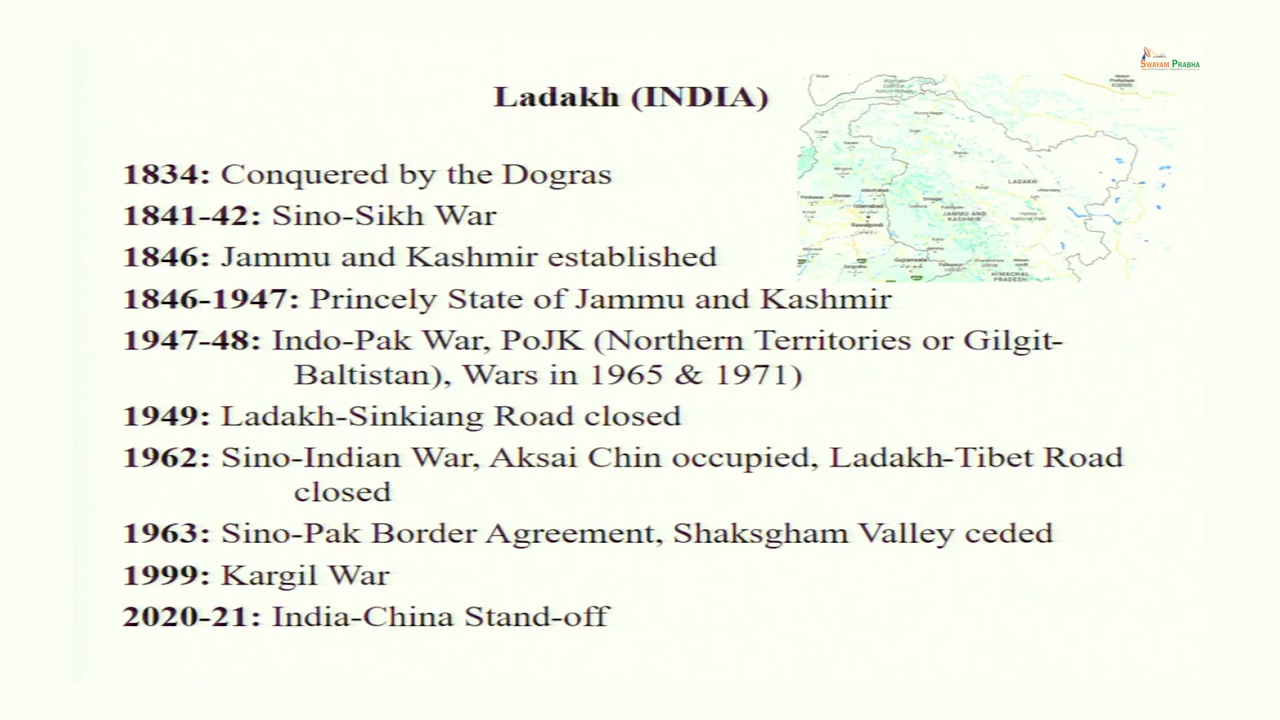 SWAYAM PRABHA
Ladakh (INDIA)
LADAKH
JAMMU AND
KASHMIR
Islamabad
Rawalpindi
HIMACHAL
PRADESH
1834: Conquered by the Dogras
1841-42: Sino-Sikh War
1846: Jammu and Kashmir established
1846-1947: Princely State of Jammu and Kashmir
1947-48: Indo-Pak War, PoJK (Northern Territories or Gilgit-
Baltistan), Wars in 1965 & 1971)
1949: Ladakh-Sinkiang Road closed
1962: Sino-Indian War, Aksai Chin occupied, Ladakh-Tibet Road
closed
1963: Sino-Pak Border Agreement, Shaksgham Valley ceded
1999: Kargil War
2020-21: India-China Stand-off